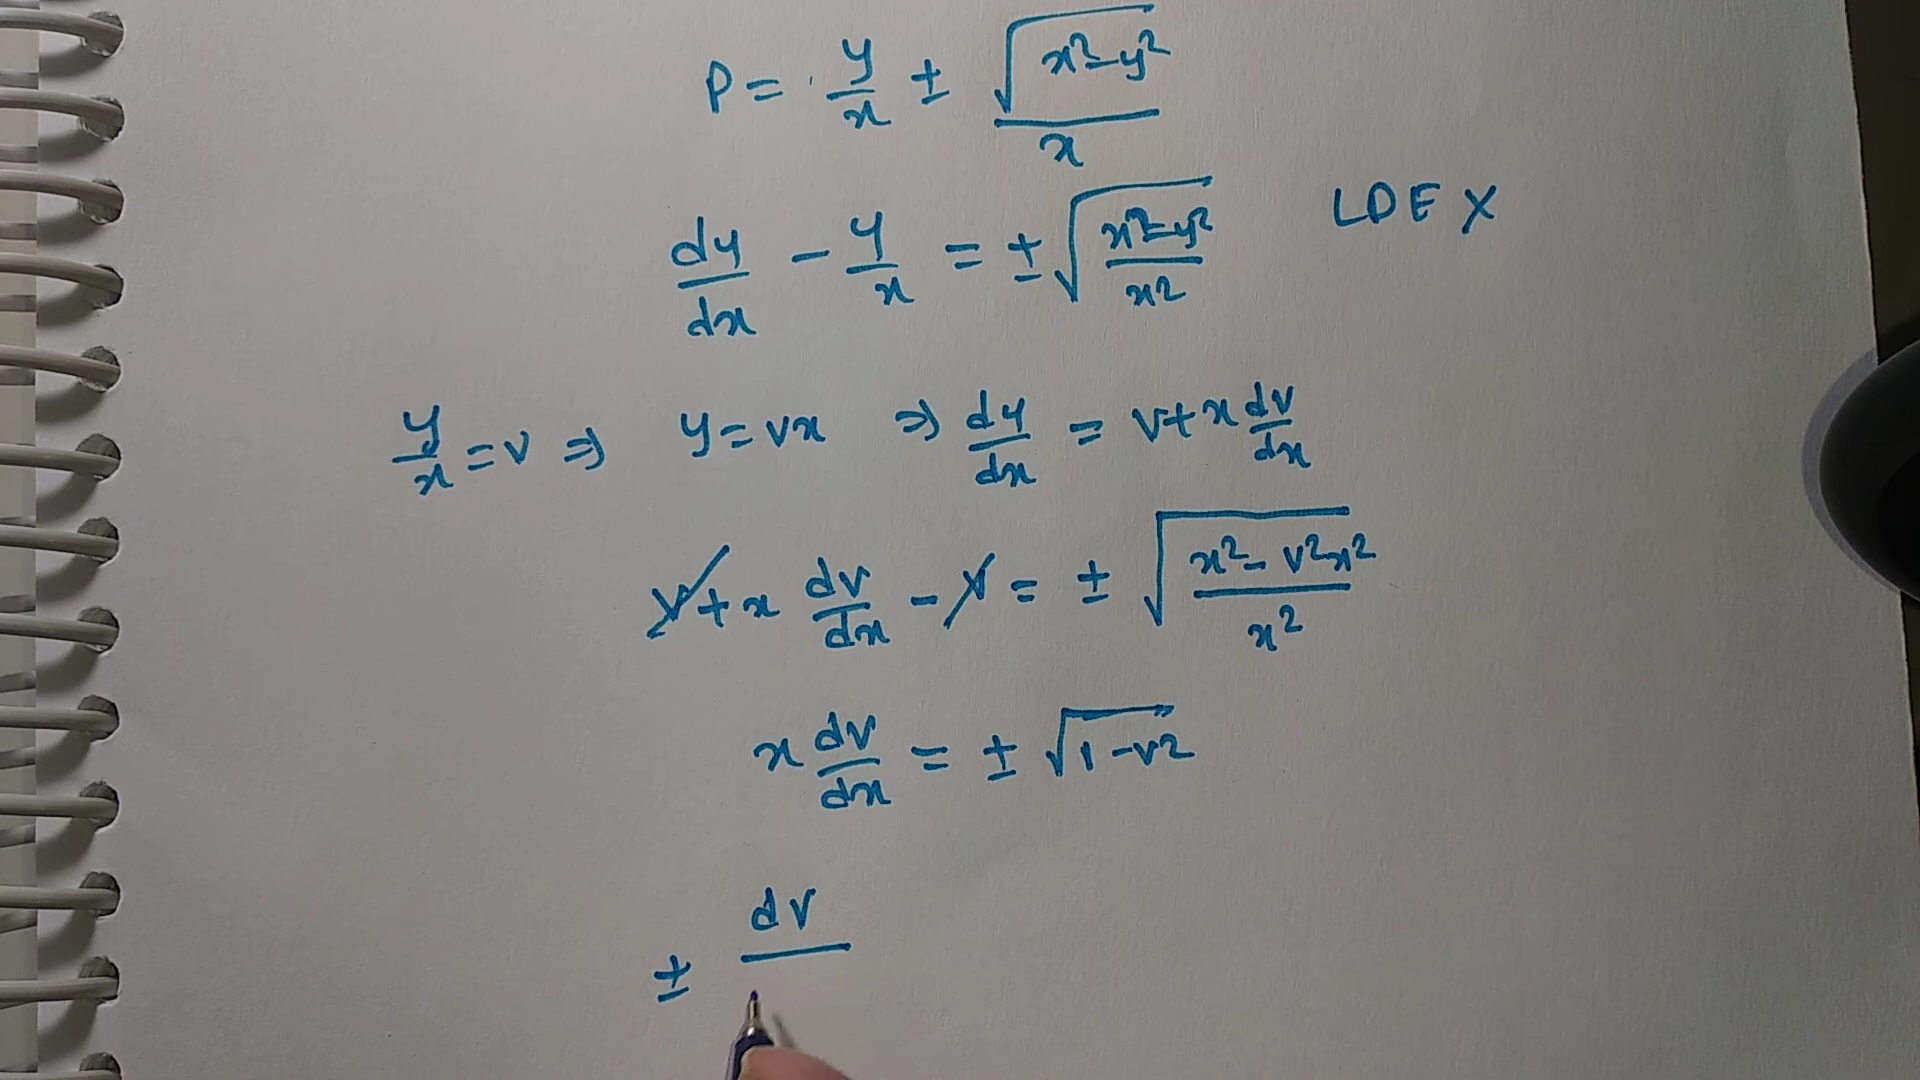 P = y/x ± √(x²-y²)/x
dy/dx - y/x = ± √((x²-y²)/x²) LDE X
y/x = v ⇒ y = vx ⇒ dy/dx = v + x dv/dx
v + x dv/dx - v = ± √((x² - v²x²)/x²)
x dv/dx = ± √(1-v²)
± dv